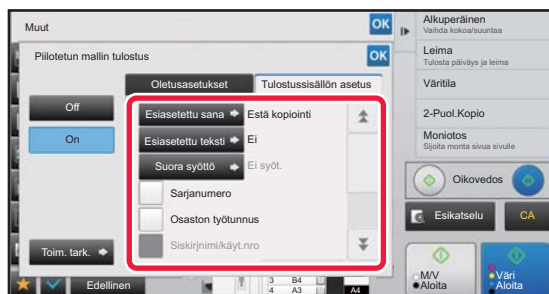 Muut
OK
Piilotetun mallin tulostus
OK
Oletusasetukset
Tulostussisällön asetus
Off
On
Esiasetettu sana
Estä kopiointi
Esiasetettu teksti
Ei
Suora syöttö
Ei syöt.
Sarjanumero
Osaston työtunnus
Siskirjnimi/käyt.nro
Toim. tark.
Edellinen
3 B4
4 A3
A4
Alkuperäinen
Vaihda kokoa/suuntaa
Leima
Tulosta päiväys ja leima
Väritila
2-Puol.Kopio
Moniotos
Sijoita monta sivua sivulle
Oikovedos
Esikatselu
CA
M/V
Aloita
Väri
Aloita